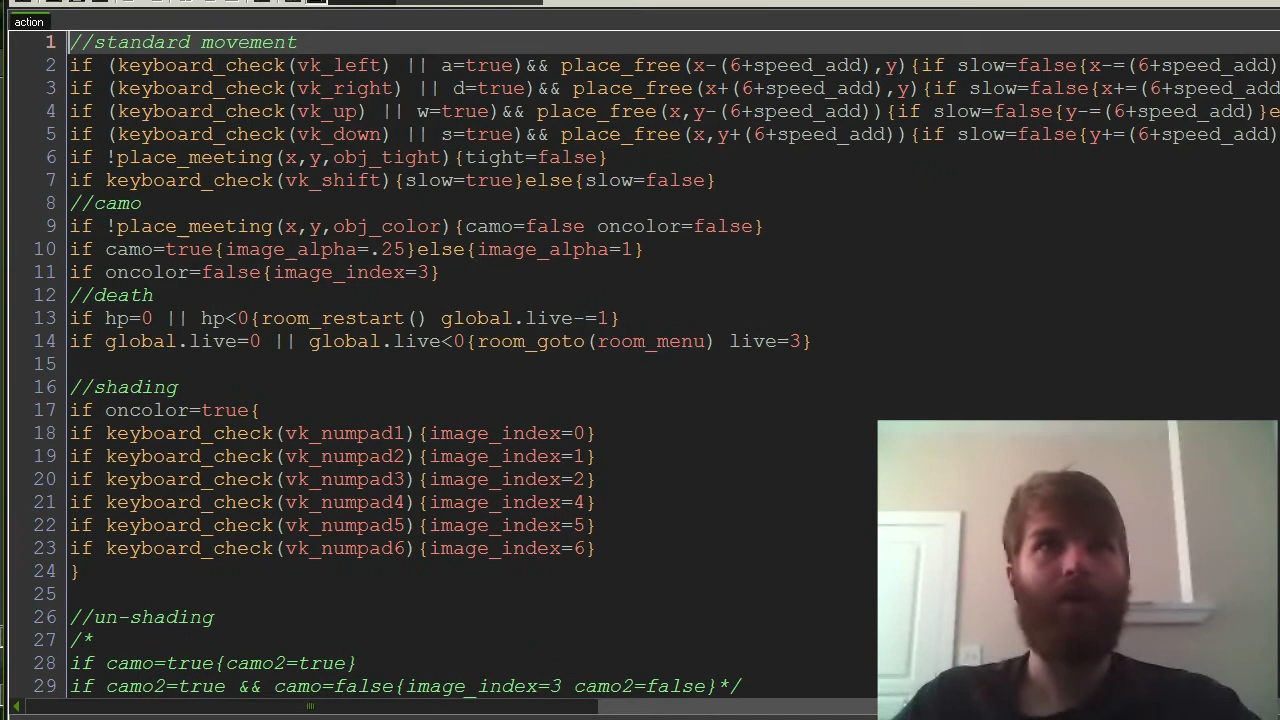 action
1 //standard movement
2 if (keyboard_check(vk_left) || a=true)&& place_free(x-(6+speed_add),y){if slow=false{x-=(6+speed_add)
3 if (keyboard_check(vk_right) || d=true)&& place_free(x+(6+speed_add),y){if slow=false{x+=(6+speed_add
4 if (keyboard_check(vk_up) || w=true)&& place_free(x,y-(6+speed_add)){if slow=false{y-=(6+speed_add)}e
5 if (keyboard_check(vk_down) || s=true)&& place_free(x,y+(6+speed_add)){if slow=false{y+=(6+speed_add)
6 if !place_meeting(x,y,obj_tight){tight=false}
7 if keyboard_check(vk_shift){slow=true}else{slow=false}
8 //camo
9 if !place_meeting(x,y,obj_color){camo=false oncolor=false}
10 if camo=true{image_alpha=.25}else{image_alpha=1}
11 if oncolor=false{image_index=3}
12 //death
13 if hp=0 || hp<0{room_restart() global.live-=1}
14 if global.live=0 || global.live<0{room_goto(room_menu) live=3}
15
16 //shading
17 if oncolor=true{
18 if keyboard_check(vk_numpad1){image_index=0}
19 if keyboard_check(vk_numpad2){image_index=1}
20 if keyboard_check(vk_numpad3){image_index=2}
21 if keyboard_check(vk_numpad4){image_index=4}
22 if keyboard_check(vk_numpad5){image_index=5}
23 if keyboard_check(vk_numpad6){image_index=6}
24 }
25
26 //un-shading
27 /*
28 if camo=true{camo2=true}
29 if camo2=true && camo=false{image_index=3 camo2=false}*/